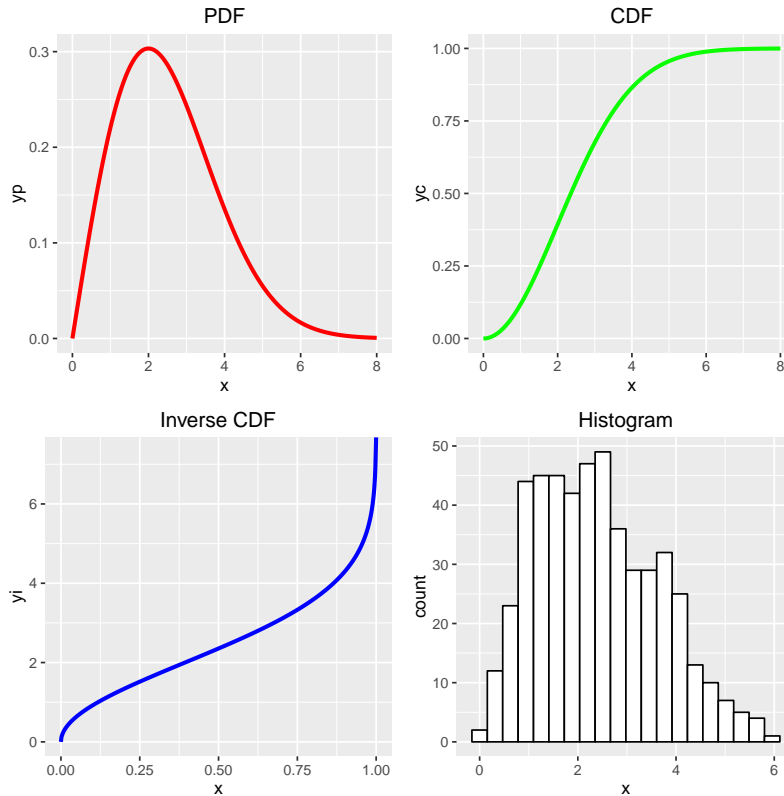 PDF
0.3
0.2
0.1
0.0
yp
0 2 4 6 8
x
CDF
1.00
0.75
0.50
0.25
0.00
yc
0 2 4 6 8
x
Inverse CDF
6
4
2
0
yi
0.00 0.25 0.50 0.75 1.00
x
Histogram
50
40
30
20
10
0
count
0 2 4 6
x